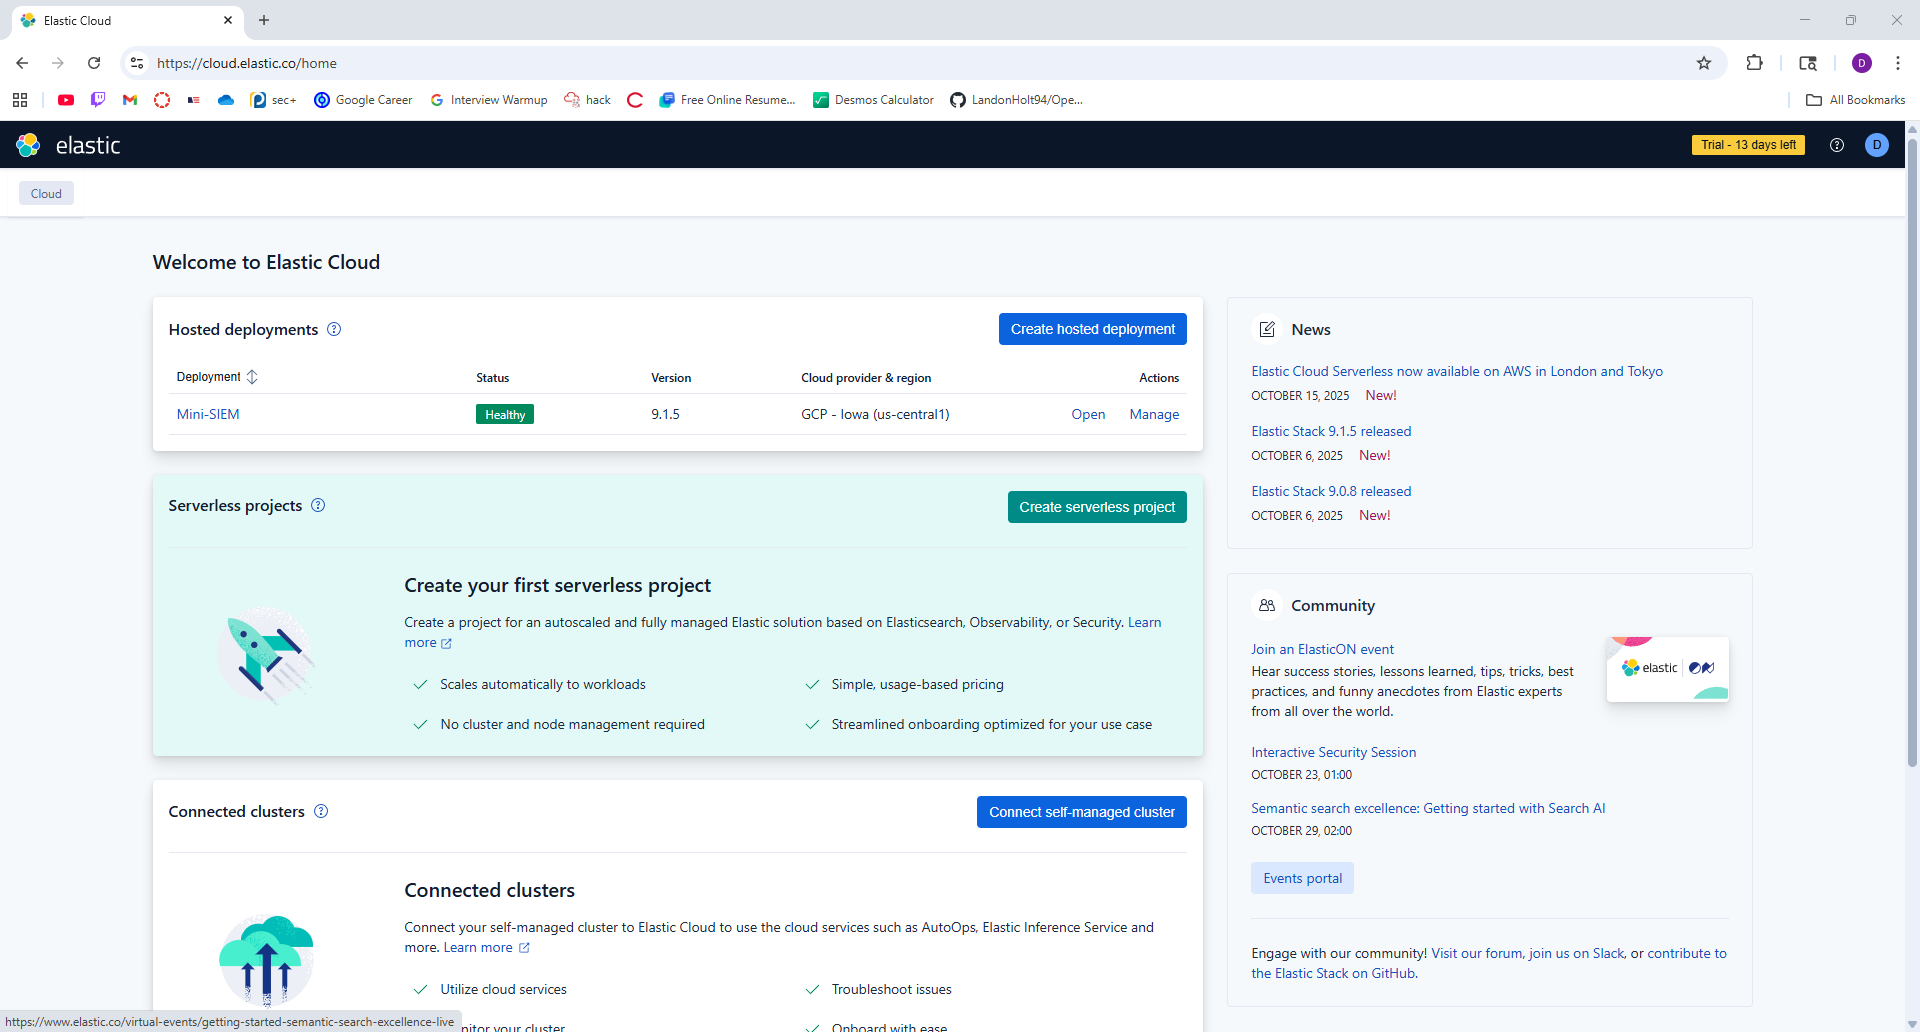 Elastic Cloud
https://cloud.elastic.co/home
D
sec+
Google Career
Interview Warmup
hack
Free Online Resume...
Desmos Calculator
LandonHolt94/Ope...
All Bookmarks
elastic
Trial - 13 days left
D
Cloud
Welcome to Elastic Cloud
Hosted deployments
Create hosted deployment
Deployment
Status
Version
Cloud provider & region
Actions
Mini-SIEM
Healthy
9.1.5
GCP - Iowa (us-central1)
Open
Manage
Serverless projects
Create serverless project
Create your first serverless project
Create a project for an autoscaled and fully managed Elastic solution based on Elasticsearch, Observability, or Security. Learn
more
Scales automatically to workloads
Simple, usage-based pricing
No cluster and node management required
Streamlined onboarding optimized for your use case
Connected clusters
Connect self-managed cluster
Connected clusters
Connect your self-managed cluster to Elastic Cloud to use the cloud services such as AutoOps, Elastic Inference Service and
more. Learn more
Utilize cloud services
Troubleshoot issues
nitor your cluster
Onboard with ease
https://www.elastic.co/virtual-events/getting-started-semantic-search-excellence-live
News
Elastic Cloud Serverless now available on AWS in London and Tokyo
OCTOBER 15, 2025 New!
Elastic Stack 9.1.5 released
OCTOBER 6, 2025 New!
Elastic Stack 9.0.8 released
OCTOBER 6, 2025 New!
Community
Join an ElasticON event
Hear success stories, lessons learned, tips, tricks, best
practices, and funny anecdotes from Elastic experts
from all over the world.
elastic ON
Interactive Security Session
OCTOBER 23, 01:00
Semantic search excellence: Getting started with Search AI
OCTOBER 29, 02:00
Events portal
Engage with our community! Visit our forum, join us on Slack, or contribute to
the Elastic Stack on GitHub.